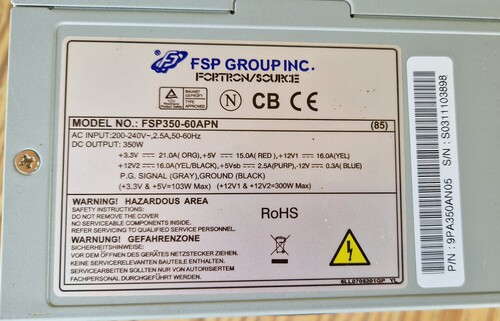 FSP GROUP INC.
FORTRON/SOURCE
N CB CE
MODEL NO.: FSP350-60APN (85)
AC INPUT:200-240V~,2.5A,50-60Hz
DC OUTPUT: 350W
+3.3V ⎓ 21.0A( OR), +5V ⎓ 15.0A ( RED ), +12V1 ⎓ 16.0A(YEL)
+12V2 ⎓ 16.0A(YEL/BLACK), +5Vsb ⎓ 2.5A(PURPLE), -12V ⎓ 0.3A( BLUE)
P.G. SIGNAL (GRAY),GROUND (BLACK)
(+3.3V & +5V=103W Max) (+12V1 & +12V2=300W Max)
WARNING! HAZARDOUS AREA
SAFETY INSTRUCTIONS:
DO NOT REMOVE THE COVER
NO SERVICEABLE COMPONENTS INSIDE.
REFER SERVICING TO QUALIFIED SERVICE PERSONNEL.
RoHS
WARNUNG! GEFAHRENZONE
SICHERHEITSHINWEISE:
VOR DEM ÖFFNEN DES GERÄTES NETZSTECKER ZIEHEN
KEINE SERVICERELEVANTEN BAUTEILE ENTHALTEN.
SERVICEARBEITEN SOLLTEN NUR VON AUTORISIERTEM
FACHPERSONAL DURCHGEFÜHRT WERDEN
P/N : 9PA350AN05 S/N : S0311103898